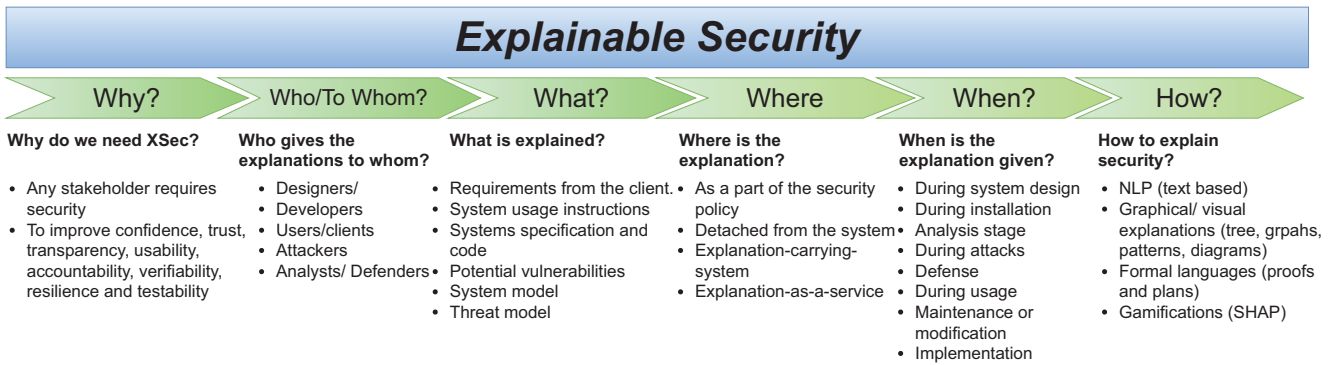 Explainable Security
Why?
Who/To Whom?
What?
Where
When?
How?
Why do we need XSec?
• Any stakeholder requires
security
• To improve confidence, trust,
transparency, usability,
accountability, verifiability,
resilience and testability
Who gives the
explanations to whom?
• Designers/
• Developers
• Users/clients
• Attackers
• Analysts/ Defenders
What is explained?
• Requirements from the client.
• System usage instructions
• Systems specification and
code
• Potential vulnerabilities
• System model
• Threat model
Where is the
explanation?
• As a part of the security
policy
• Detached from the system
• Explanation-carrying-
system
• Explanation-as-a-service
When is the
explanation given?
• During system design
• During installation
• Analysis stage
• During attacks
• Defense
• During usage
• Maintenance or
modification
• Implementation
How to explain
security?
• NLP (text based)
• Graphical/ visual
explanations (tree, grpahs,
patterns, diagrams)
• Formal languages (proofs
and plans)
• Gamifications (SHAP)